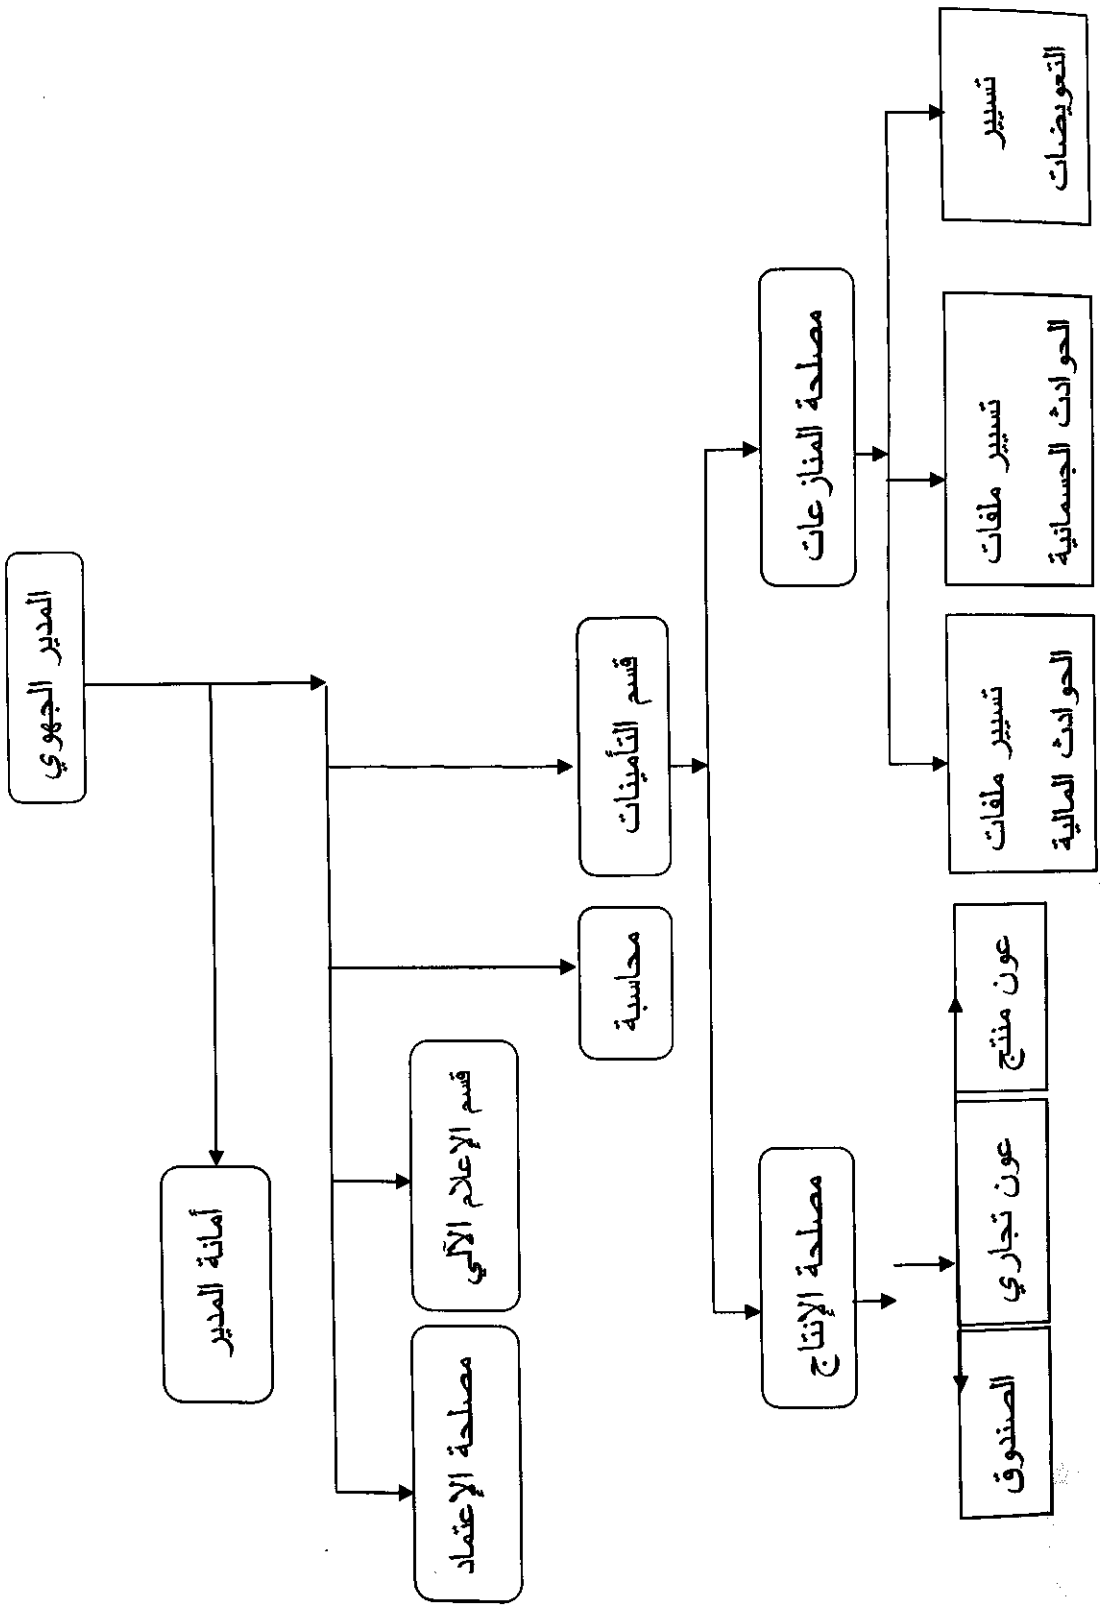 المدير الجهوي
أمانة المدير
مصلحة الإعتماد
قسم الإعلام الآلي
محاسبة
قسم التأمينات
مصلحة الإنتاج
مصلحة المنازعات
الصندوق
عون تجاري
عون منتج
تسيير ملفات
الحوادث المالية
تسيير ملفات
الحوادث الجسمانية
تسيير
التعويضات